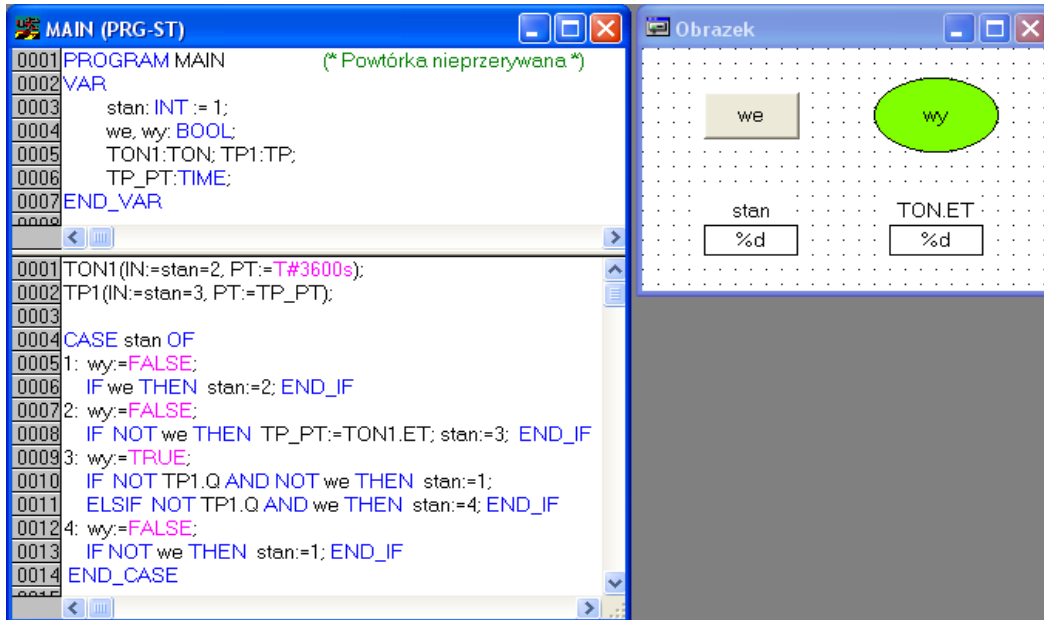 MAIN (PRG-ST)
0001 PROGRAM MAIN (* Powtórka nieprzerywana *)
0002 VAR
0003 stan: INT := 1;
0004 we, wy: BOOL;
0005 TON1:TON; TP1:TP;
0006 TP_PT:TIME;
0007 END_VAR
0008
0001 TON1(IN:=stan=2, PT:=T#3600s);
0002 TP1(IN:=stan=3, PT:=TP_PT);
0003
0004 CASE stan OF
0005 1: wy:=FALSE;
0006 IF we THEN stan:=2; END_IF
0007 2: wy:=FALSE;
0008 IF NOT we THEN TP_PT:=TON1.ET; stan:=3; END_IF
0009 3: wy:=TRUE;
0010 IF NOT TP1.Q AND NOT we THEN stan:=1;
0011 ELSIF NOT TP1.Q AND we THEN stan:=4; END_IF
0012 4: wy:=FALSE;
0013 IF NOT we THEN stan:=1; END_IF
0014 END_CASE
0015
Obrazek
we wy
stan TON.ET
%d %d